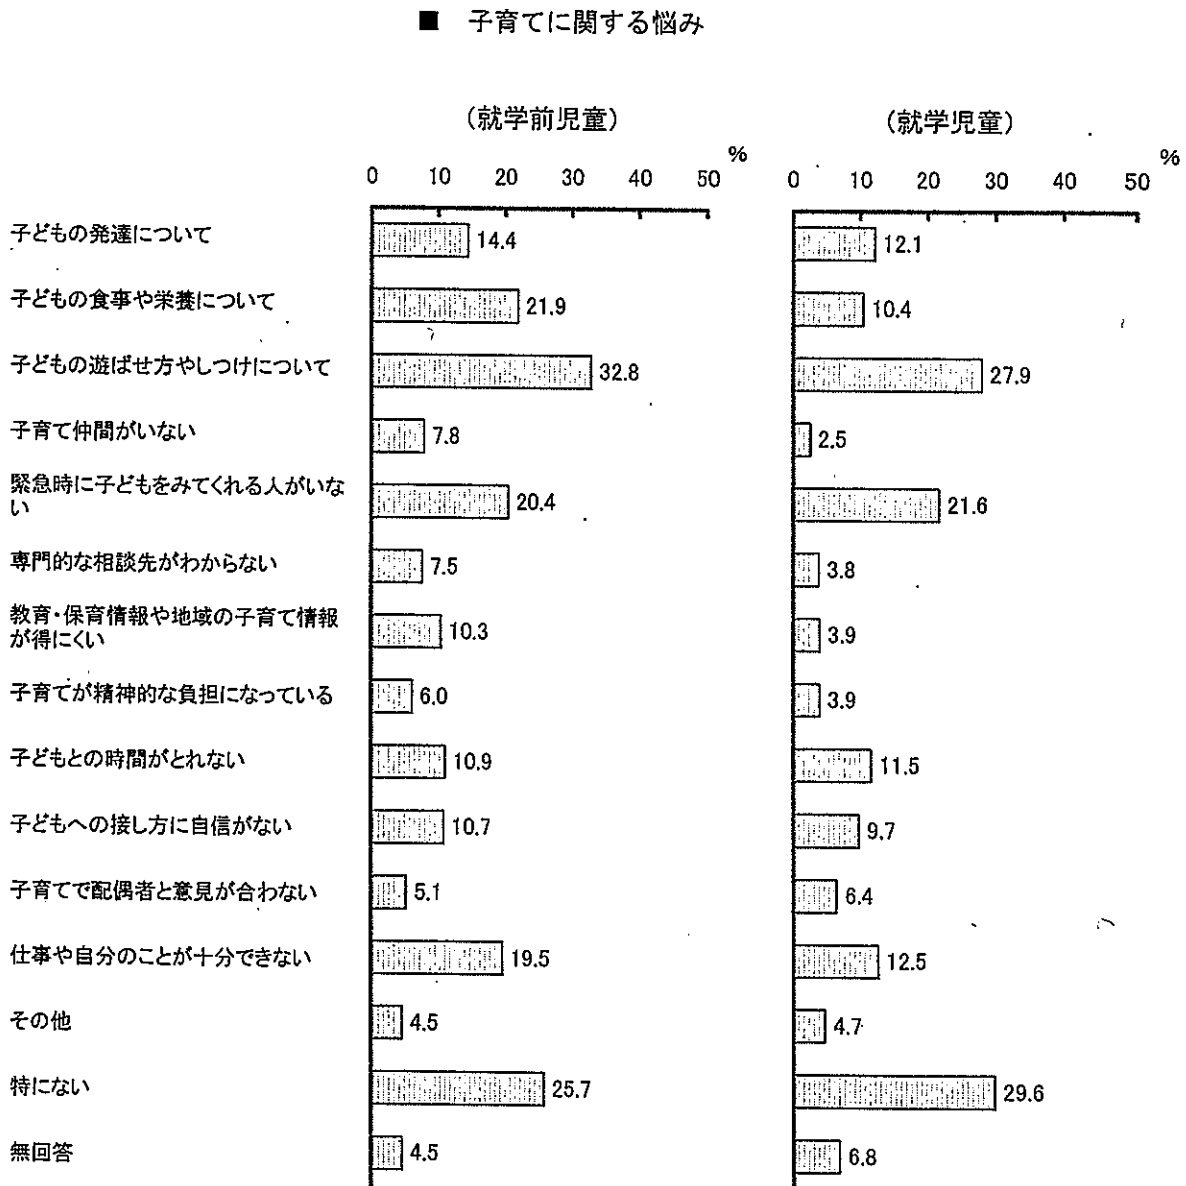 ■ 子育てに関する悩み
(就学前児童)
(就学児童)
%
%
0 10 20 30 40 50
0 10 20 30 40 50
子どもの発達について 14.4 12.1
子どもの食事や栄養について 21.9 10.4
子どもの遊ばせ方やしつけについて 32.8 27.9
子育て仲間がいない 7.8 2.5
緊急時に子どもをみてくれる人がいな
い 20.4 21.6
専門的な相談先がわからない 7.5 3.8
教育・保育情報や地域の子育て情報
が得にくい 10.3 3.9
子育てが精神的な負担になっている 6.0 3.9
子どもとの時間がとれない 10.9 11.5
子どもへの接し方に自信がない 10.7 9.7
子育てで配偶者と意見が合わない 5.1 6.4
仕事や自分のことが十分できない 19.5 12.5
その他 4.5 4.7
特にない 25.7 29.6
無回答 4.5 6.8